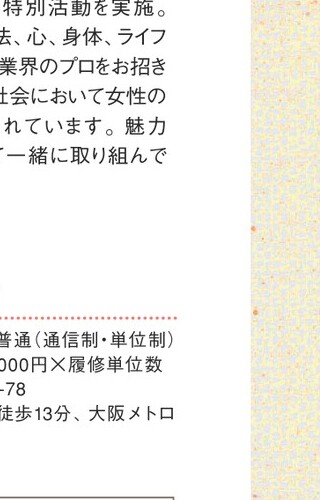 特別活動を実施。
法、心、身体、ライフ
業界のプロをお招き
社会において女性の
れています。魅力
て一緒に取り組んで
普通（通信制・単位制）
000円×履修単位数
-78
徒歩13分、大阪メトロ